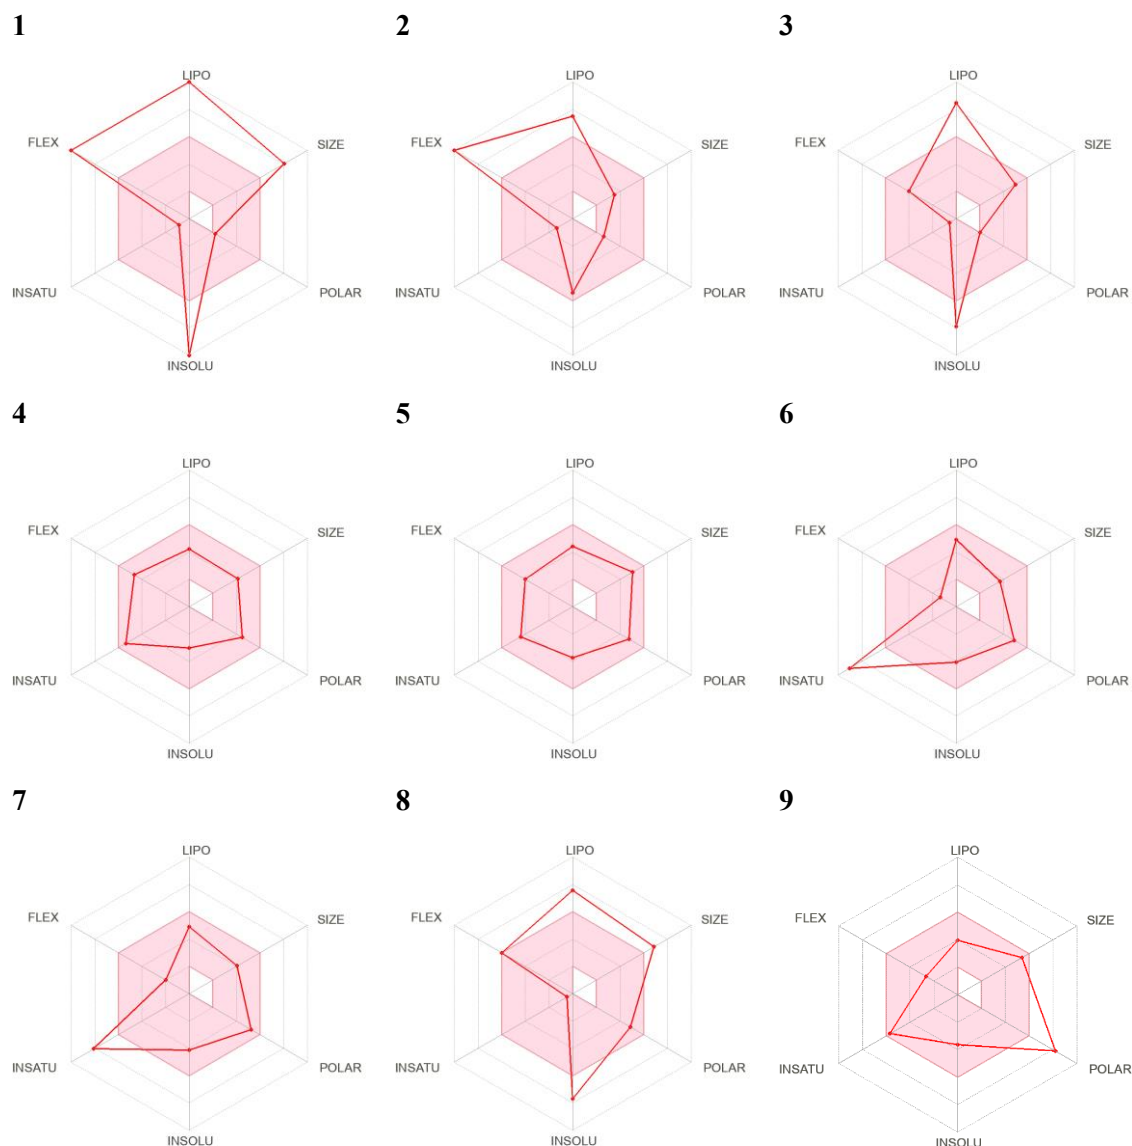 1 2 3
LIPO LIPO LIPO
FLEX SIZE FLEX SIZE FLEX SIZE
INSATU POLAR INSATU POLAR INSATU POLAR
INSOLU INSOLU INSOLU
4 5 6
LIPO LIPO LIPO
FLEX SIZE FLEX SIZE FLEX SIZE
INSATU POLAR INSATU POLAR INSATU POLAR
INSOLU INSOLU INSOLU
7 8 9
LIPO LIPO LIPO
FLEX SIZE FLEX SIZE FLEX SIZE
INSATU POLAR INSATU POLAR INSATU POLAR
INSOLU INSOLU INSOLU